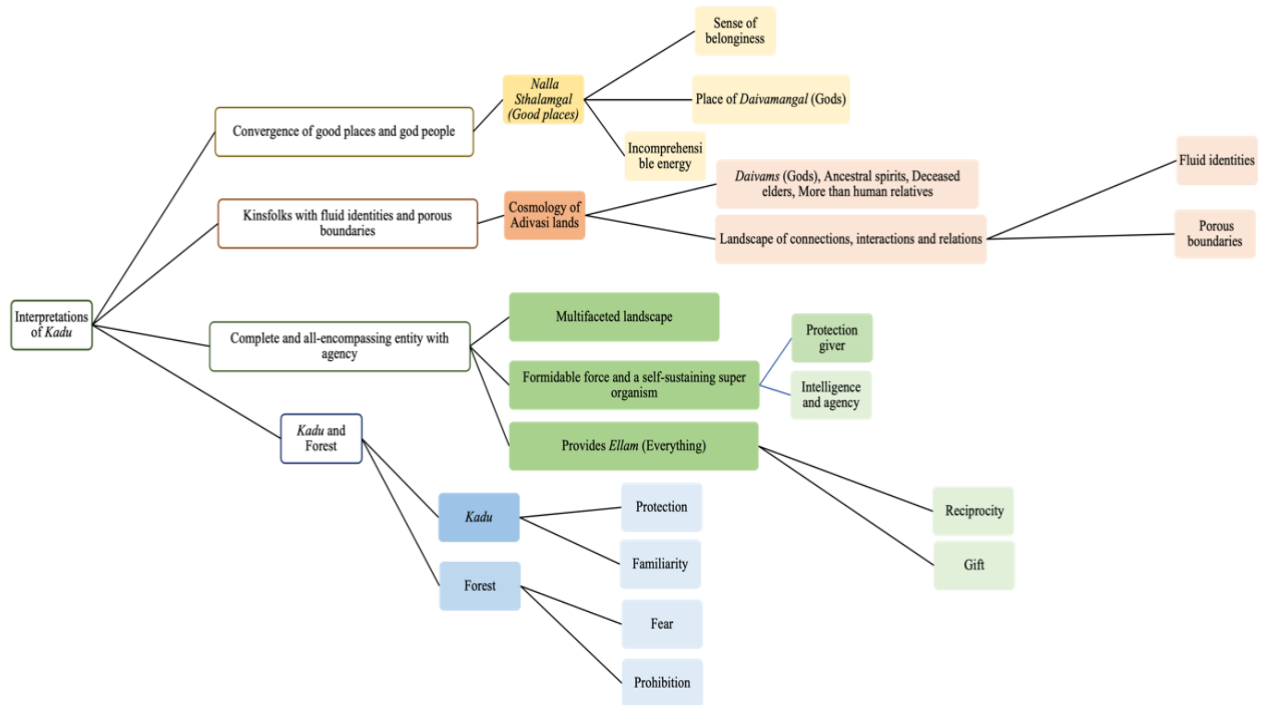 Interpretations
of Kadu
Convergence of good places and god people
Nalla
Sthalamgal
(Good places)
Sense of
belonginess
Place of Daivamangal (Gods)
Incomprehensi
ble energy
Kinsfolks with fluid identities and porous
boundaries
Cosmology of
Adivasi lands
Daivams (Gods), Ancestral spirits, Deceased
elders, More than human relatives
Landscape of connections, interactions and relations
Fluid identities
Porous
boundaries
Complete and all-encompassing entity with
agency
Multifaceted landscape
Formidable force and a self-sustaining super
organism
Protection
giver
Intelligence
and agency
Provides Ellam (Everything)
Reciprocity
Gift
Kadu and
Forest
Kadu
Protection
Familiarity
Forest
Fear
Prohibition